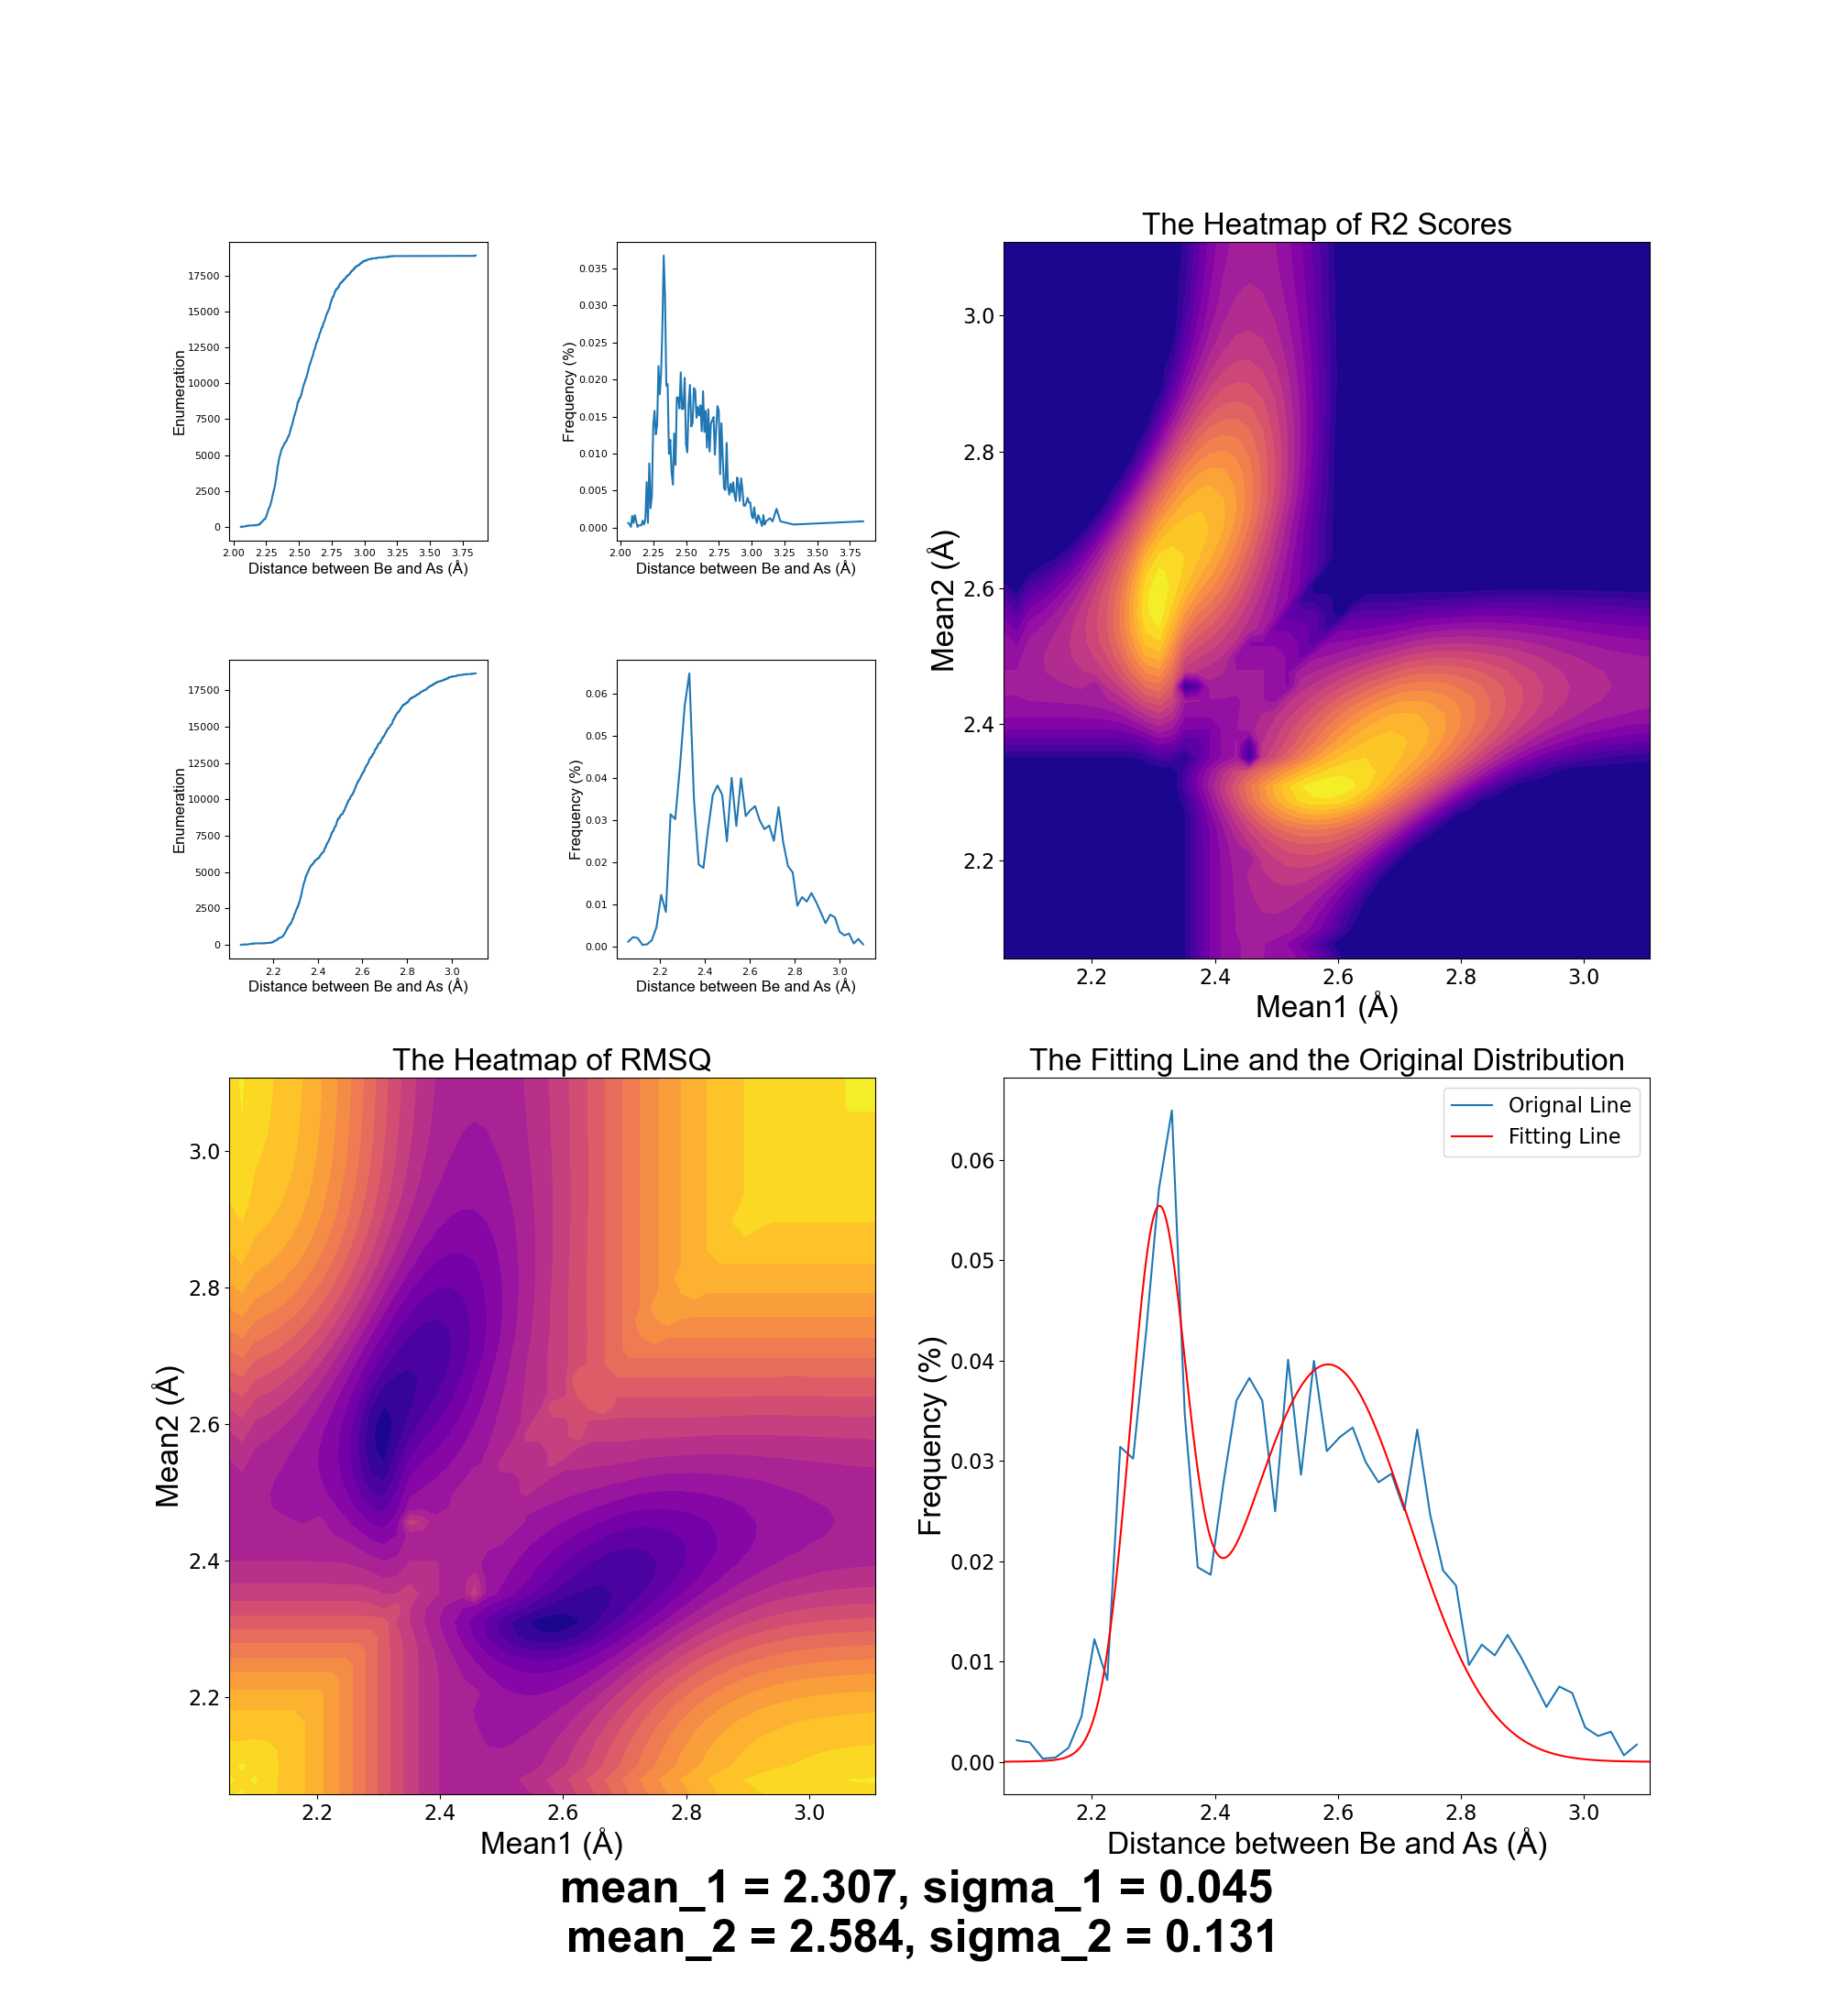 Enumeration
17500
15000
12500
10000
7500
5000
2500
0
2.00 2.25 2.50 2.75 3.00 3.25 3.50 3.75
Distance between Be and As (Å)
Frequency (%)
0.035
0.030
0.025
0.020
0.015
0.010
0.005
0.000
2.00 2.25 2.50 2.75 3.00 3.25 3.50 3.75
Distance between Be and As (Å)
The Heatmap of R2 Scores
Mean2 (Å)
3.0
2.8
2.6
2.4
2.2
2.2 2.4 2.6 2.8 3.0
Mean1 (Å)
Enumeration
17500
15000
12500
10000
7500
5000
2500
0
2.2 2.4 2.6 2.8 3.0
Distance between Be and As (Å)
Frequency (%)
0.06
0.05
0.04
0.03
0.02
0.01
0.00
2.2 2.4 2.6 2.8 3.0
Distance between Be and As (Å)
The Heatmap of RMSQ
Mean2 (Å)
3.0
2.8
2.6
2.4
2.2
2.2 2.4 2.6 2.8 3.0
Mean1 (Å)
The Fitting Line and the Original Distribution
Orignal Line
Fitting Line
Frequency (%)
0.06
0.05
0.04
0.03
0.02
0.01
0.00
2.2 2.4 2.6 2.8 3.0
Distance between Be and As (Å)
mean_1 = 2.307, sigma_1 = 0.045
mean_2 = 2.584, sigma_2 = 0.131